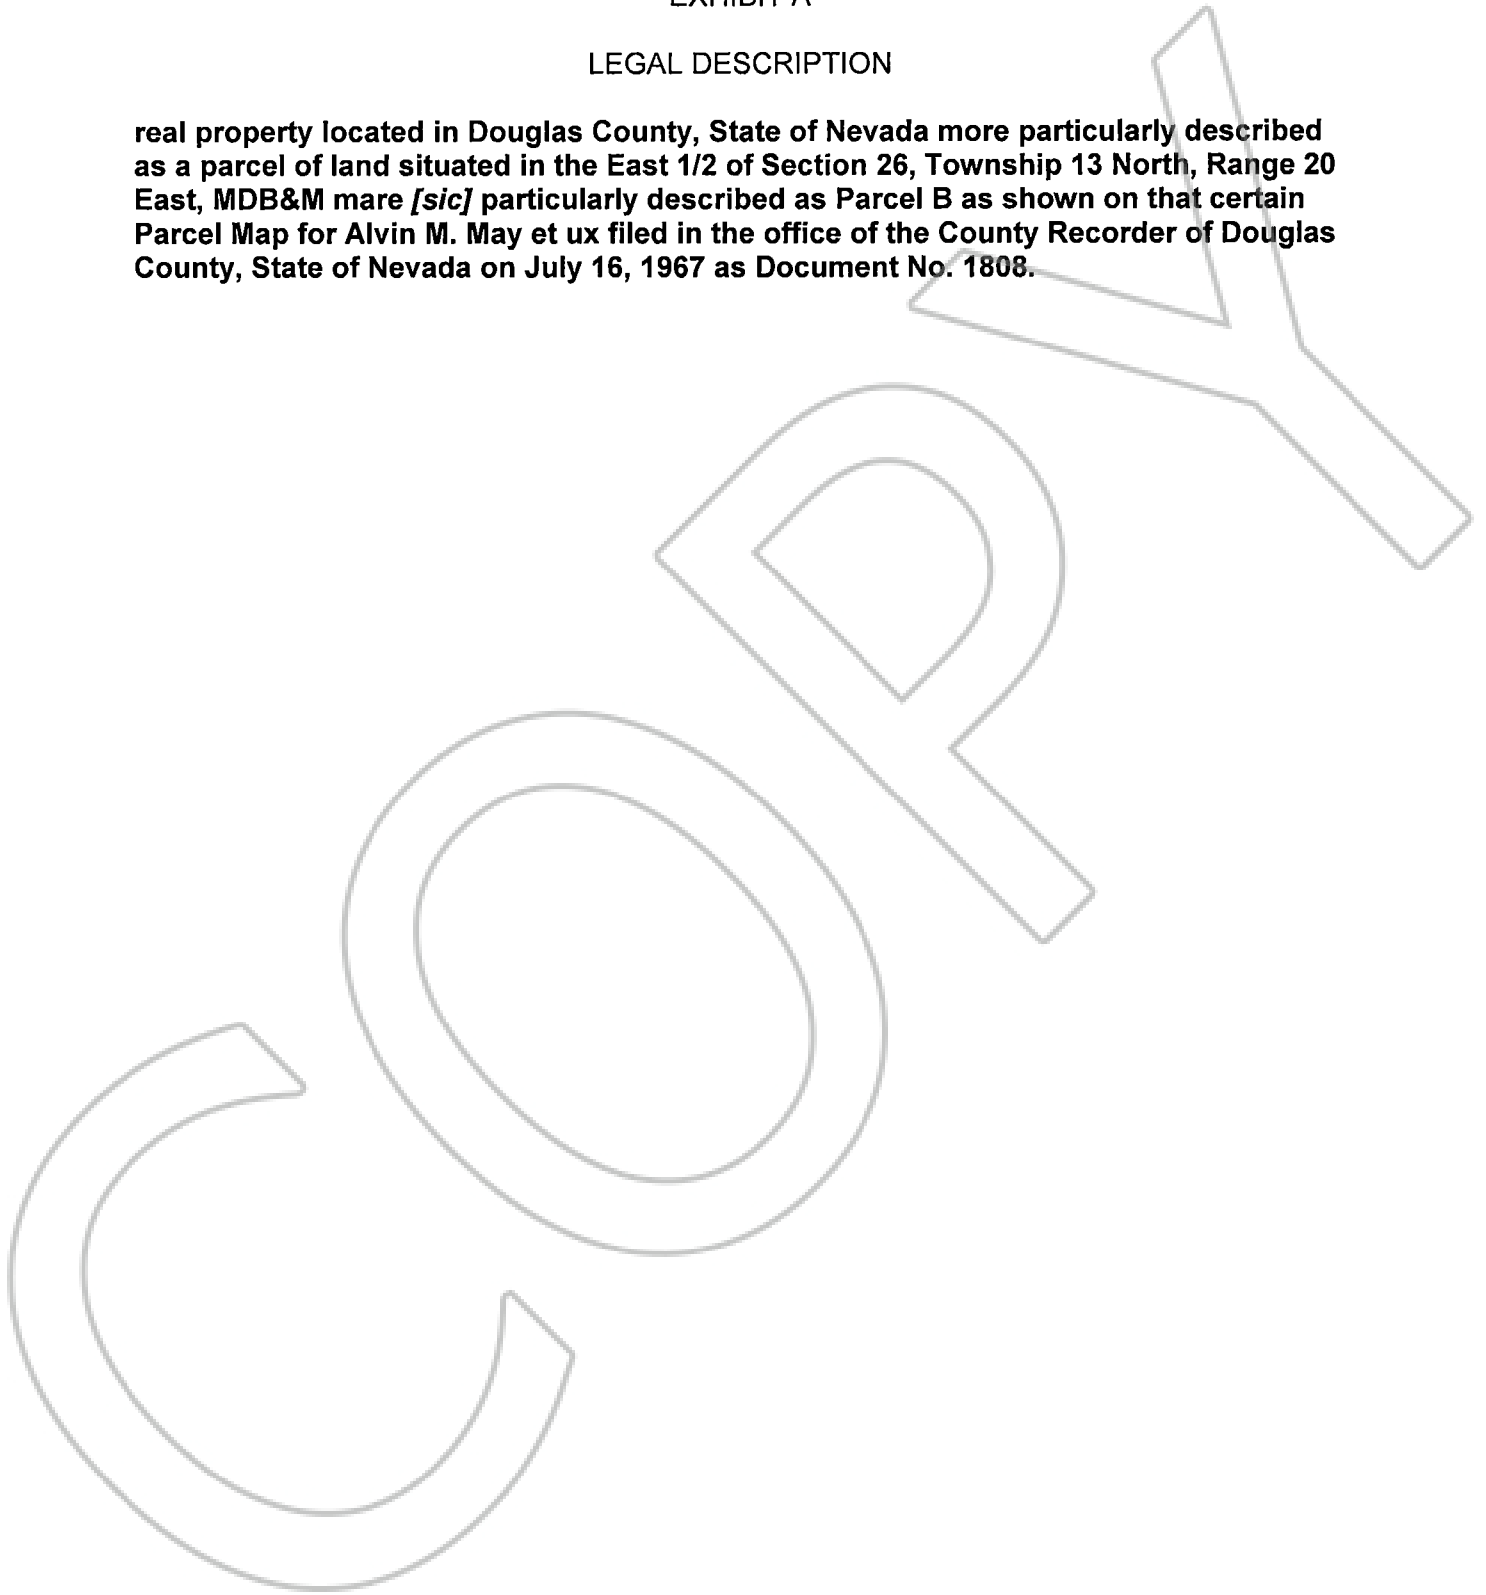 EXHIBIT A
LEGAL DESCRIPTION
real property located in Douglas County, State of Nevada more particularly described
as a parcel of land situated in the East 1/2 of Section 26, Township 13 North, Range 20
East, MDB&M mare [sic] particularly described as Parcel B as shown on that certain
Parcel Map for Alvin M. May et ux filed in the office of the County Recorder of Douglas
County, State of Nevada on July 16, 1967 as Document No. 1808.
COPY